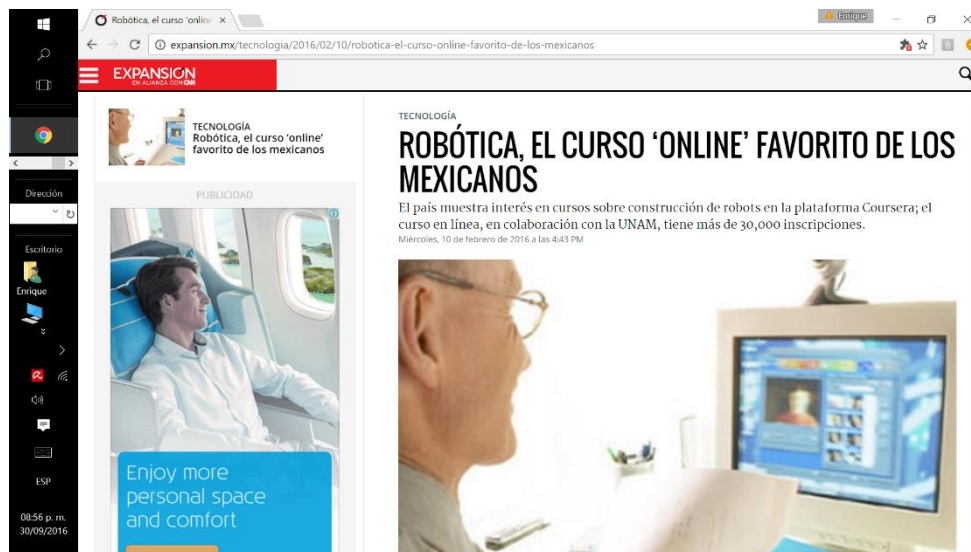 Robótica, el curso 'online
Enrique
expansion.mx/tecnologia/2016/02/10/robotica-el-curso-online-favorito-de-los-mexicanos
EXPANSIÓN
EN ALIANZA CON CNN
TECNOLOGÍA
Robótica, el curso 'online'
favorito de los mexicanos
PUBLICIDAD
Enjoy more
personal space
and comfort
TECNOLOGÍA
ROBÓTICA, EL CURSO ‘ONLINE’ FAVORITO DE LOS
MEXICANOS
El país muestra interés en cursos sobre construcción de robots en la plataforma Coursera; el
curso en línea, en colaboración con la UNAM, tiene más de 30,000 inscripciones.
Miércoles, 10 de febrero de 2016 a las 4:43 PM
Dirección
Escritorio
Enrique
ESP
08:56 p. m.
30/09/2016